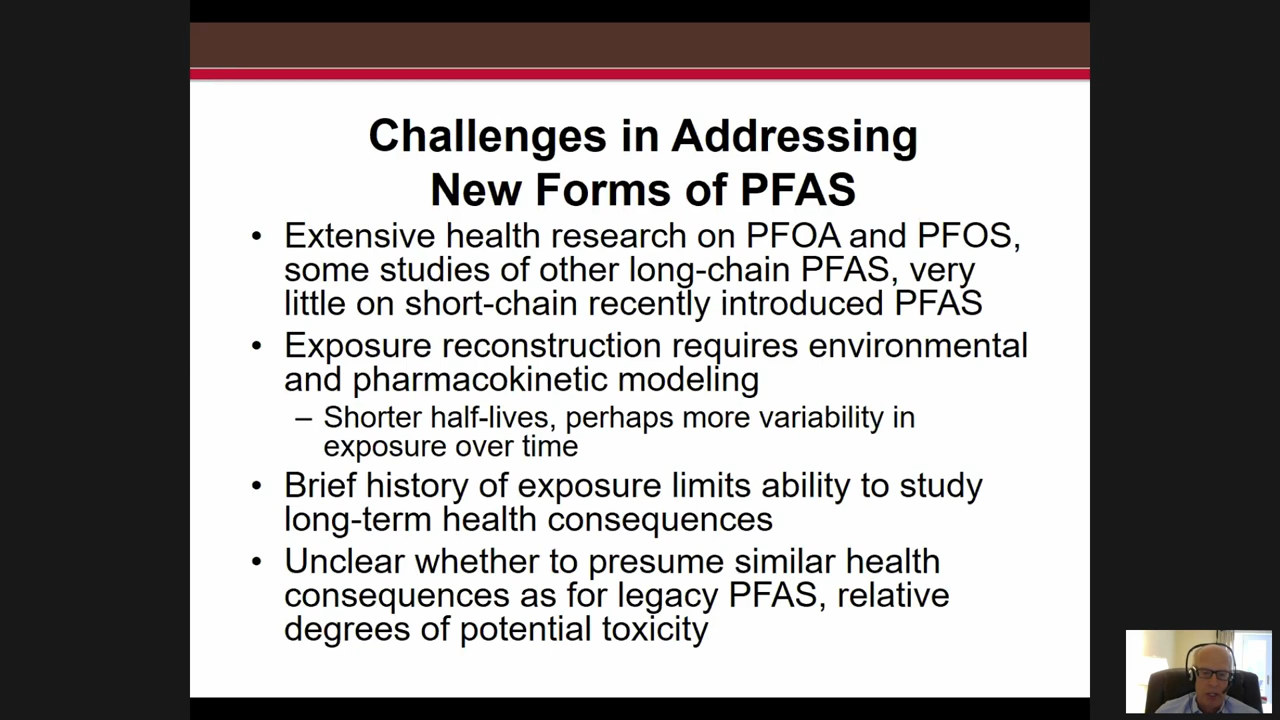 Challenges in Addressing
New Forms of PFAS
• Extensive health research on PFOA and PFOS,
some studies of other long-chain PFAS, very
little on short-chain recently introduced PFAS
• Exposure reconstruction requires environmental
and pharmacokinetic modeling
– Shorter half-lives, perhaps more variability in
exposure over time
• Brief history of exposure limits ability to study
long-term health consequences
• Unclear whether to presume similar health
consequences as for legacy PFAS, relative
degrees of potential toxicity